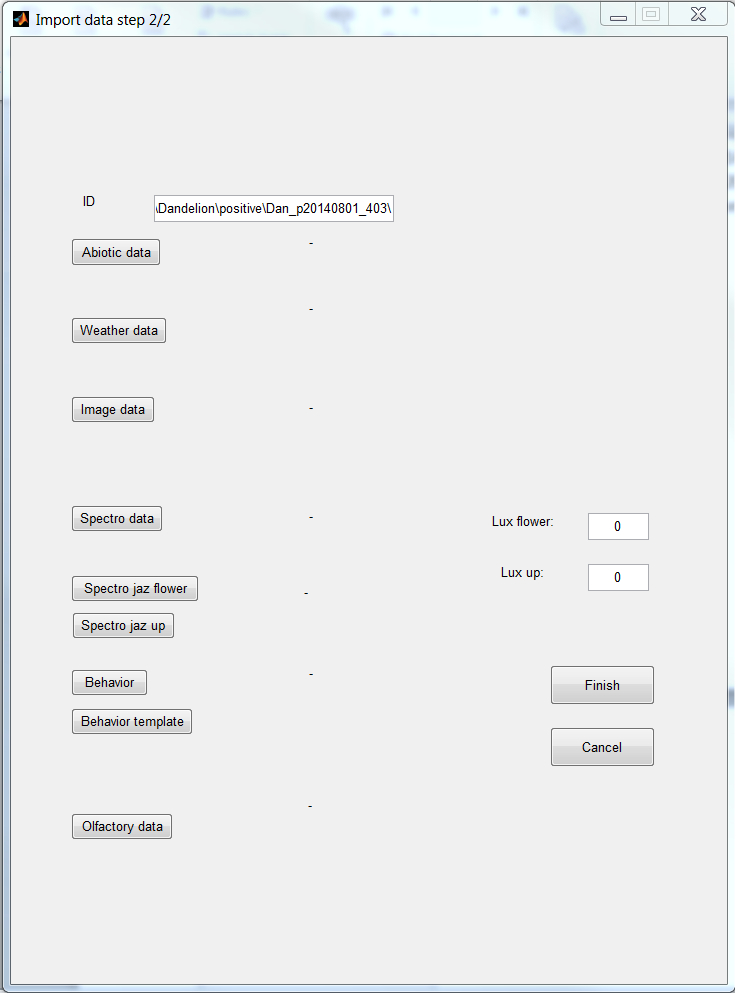 Import data step 2/2
ID
\Dandelion\positive\Dan_p20140801_403\
Abiotic data
-
Weather data
-
Image data
-
Spectro data
-
Lux flower:
0
Lux up:
0
Spectro jaz flower
-
Spectro jaz up
Behavior
-
Finish
Behavior template
Cancel
Olfactory data
-